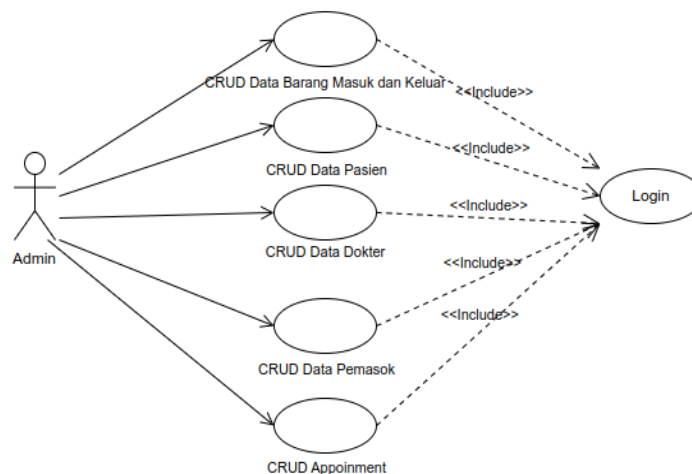 CRUD Data Barang Masuk dan Keluar
<<Include>>
<<Include>>
CRUD Data Pasien
Login
<<Include>>
CRUD Data Dokter
Admin
<<Include>>
<<Include>>
CRUD Data Pemasok
CRUD Appoinment